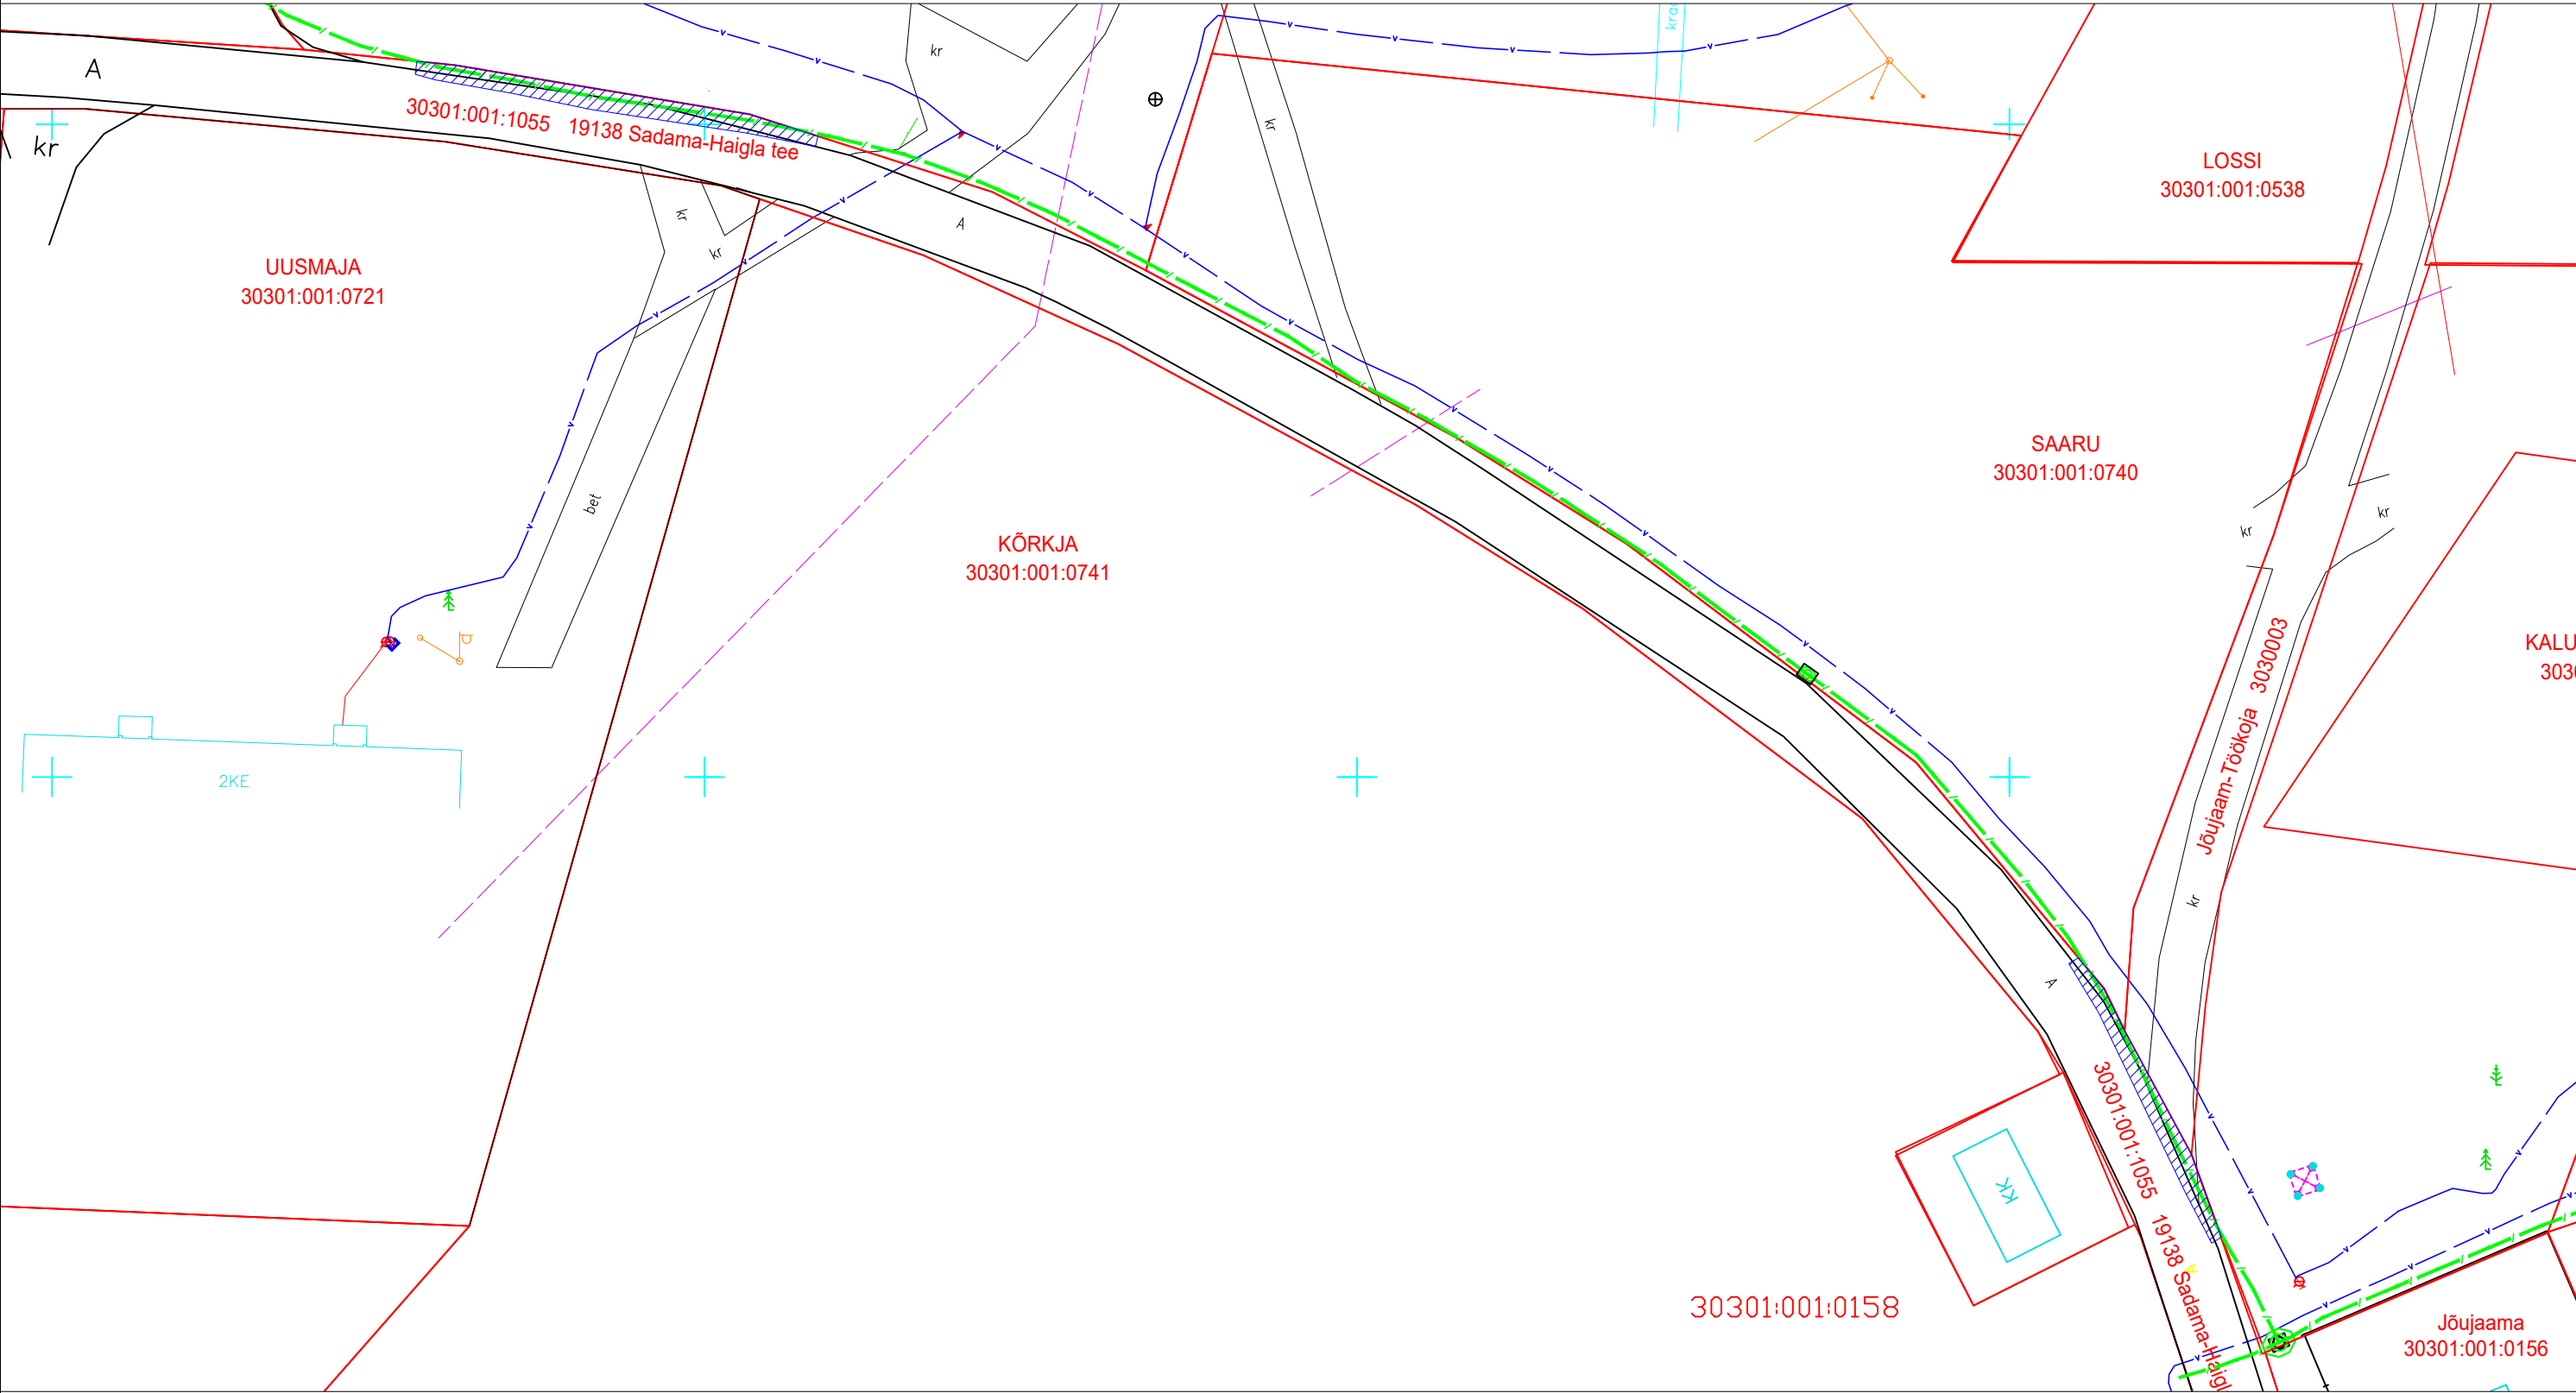 A
kr
30301:001:1055 19138 Sadama-Haigla tee
kr
kr
LOSSI
30301:001:0538
UUSMAJA
30301:001:0721
kr
kr
A
SAARU
30301:001:0740
bet
KÕRKJA
30301:001:0741
kr
kr
Jõujaam-Töökoja 3030003
2KE
kr
A
30301:001:1055 19138 Sadama-Haigl
KK
A
30301:001:0158
Jõujaama
30301:001:0156